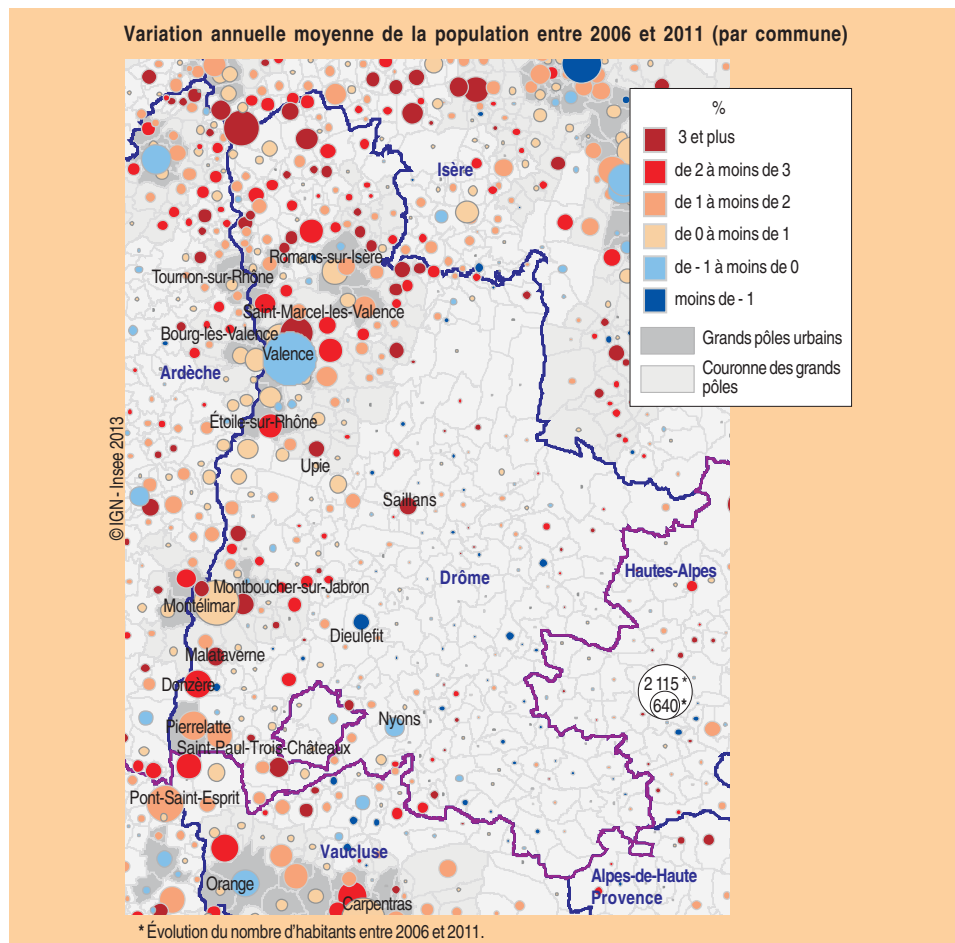 Variation annuelle moyenne de la population entre 2006 et 2011 (par commune)
%
3 et plus
de 2 à moins de 3
de 1 à moins de 2
de 0 à moins de 1
de - 1 à moins de 0
moins de - 1
Grands pôles urbains
Couronne des grands
pôles
Isère
Romans-sur-Isère
Tournon-sur-Rhône
Saint-Marcel-les-Valence
Bourg-lès-Valence
Valence
Ardèche
Étoile-sur-Rhône
Upie
Saillans
© IGN - Insee 2013
Drôme
Hautes-Alpes
Montboucher-sur-Jabron
Montélimar
Dieulefit
Malataverne
Donzère
2 115 *
640 *
Pierrelatte
Nyons
Saint-Paul-Trois-Châteaux
Pont-Saint-Esprit
Vaucluse
Orange
Carpentras
Alpes-de-Haute
Provence
* Évolution du nombre d'habitants entre 2006 et 2011.